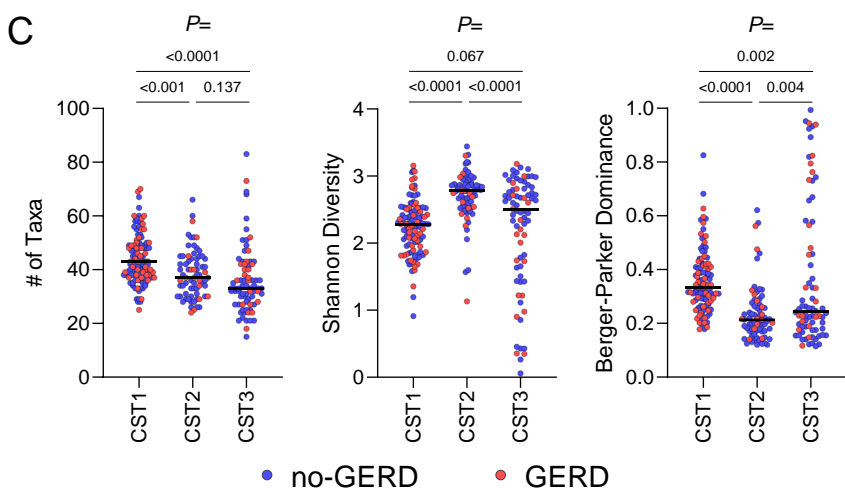 C
P=
<0.0001
<0.001
0.137
# of Taxa
100
80
60
40
20
0
CST1
CST2
CST3
P=
0.067
<0.0001
<0.0001
Shannon Diversity
4
3
2
1
0
CST1
CST2
CST3
P=
0.002
<0.0001
0.004
Berger-Parker Dominance
1.0
0.8
0.6
0.4
0.2
0.0
CST1
CST2
CST3
no-GERD
GERD